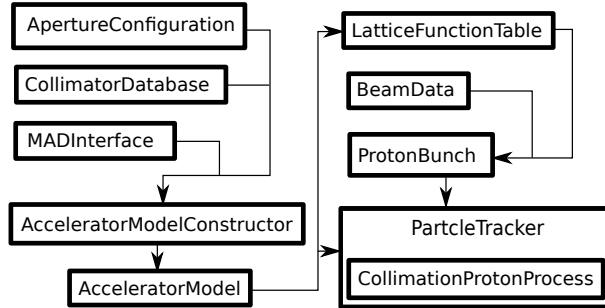 ApertureConfiguration
CollimatorDatabase
MADInterface
AcceleratorModelConstructor
AcceleratorModel
LatticeFunctionTable
BeamData
ProtonBunch
PartcleTracker
CollimationProtonProcess